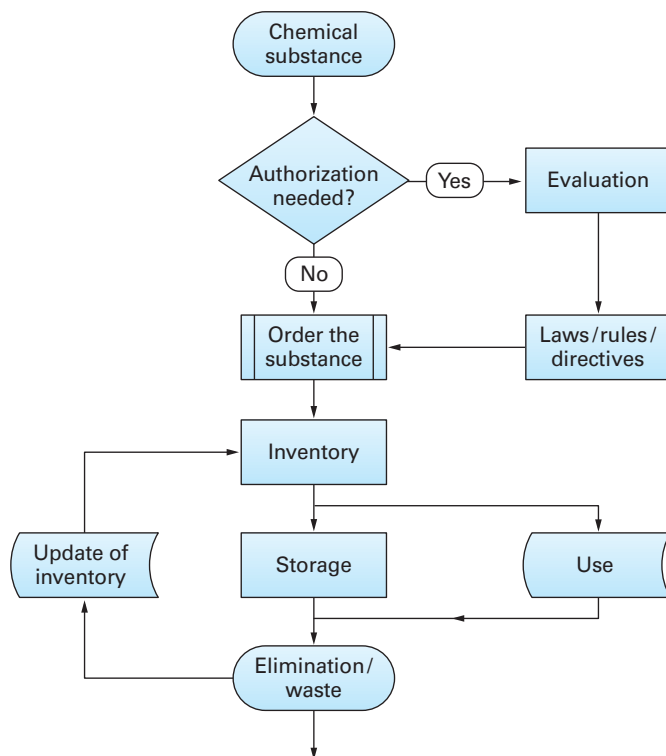 Chemical
substance
Authorization
needed?
Yes
Evaluation
No
Order the
substance
Laws/rules/
directives
Inventory
Update of
inventory
Storage
Use
Elimination/
waste